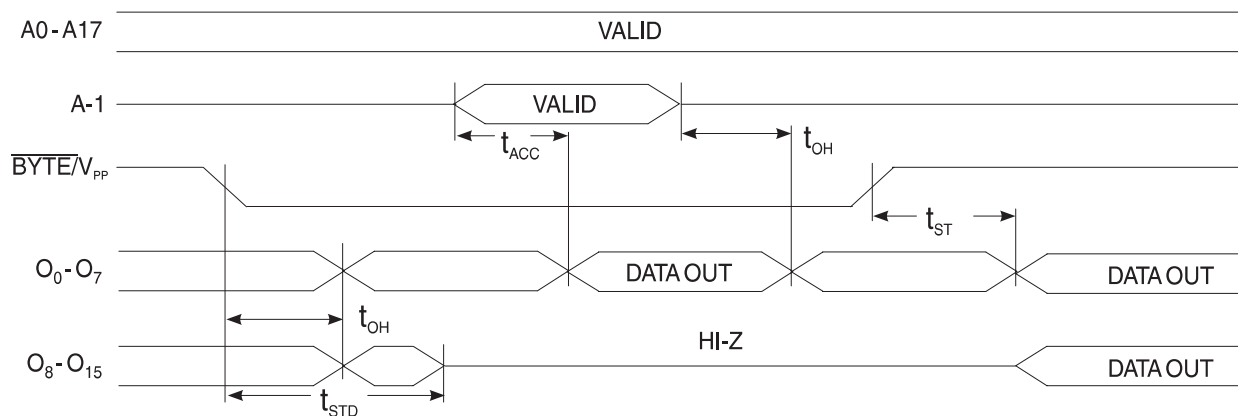 A0-A17 VALID
A-1 VALID
tACC tOH
BYTE/VPP
tST
O0-O7 DATA OUT DATA OUT
tOH
O8-O15 HI-Z DATA OUT
tSTD